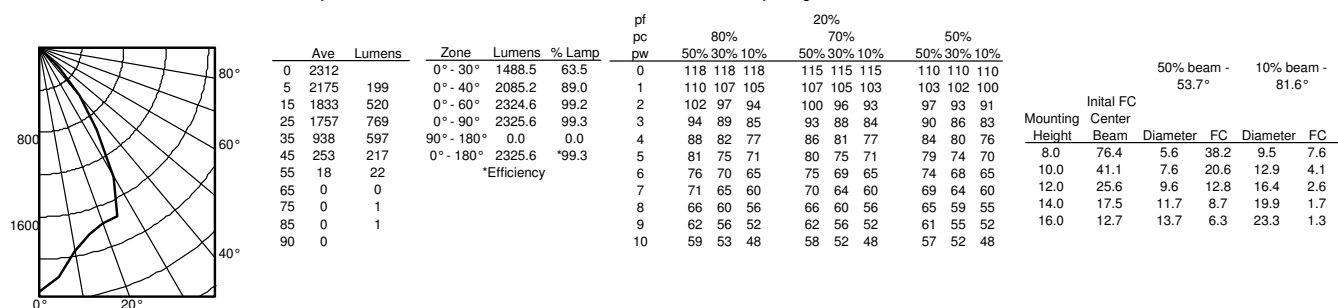 80°
60°
40°
20°
0°
800
1600
Ave Lumens
0 2312
5 2175 199
15 1833 520
25 1757 769
35 938 597
45 253 217
55 18 22
65 0 0
75 0 1
85 0 1
90 0
Zone Lumens % Lamp
0° - 30° 1488.5 63.5
0° - 40° 2085.2 89.0
0° - 60° 2324.6 99.2
0° - 90° 2325.6 99.3
90° - 180° 0.0 0.0
0° - 180° 2325.6 *99.3
*Efficiency
pf 20%
pc 80% 70% 50%
pw 50% 30% 10% 50% 30% 10% 50% 30% 10%
0 118 118 118 115 115 115 110 110 110
1 110 107 105 107 105 103 103 102 100
2 102 97 94 100 96 93 97 93 91
3 94 89 85 93 88 84 90 86 83
4 88 82 77 86 81 77 84 80 76
5 81 75 71 80 75 71 79 74 70
6 76 70 65 75 69 65 74 68 65
7 71 65 60 70 64 60 69 64 60
8 66 60 56 66 60 56 65 59 55
9 62 56 52 62 56 52 61 55 52
10 59 53 48 58 52 48 57 52 48
50% beam - 10% beam -
53.7° 81.6°
Inital FC
Mounting Center
Height Beam Diameter FC Diameter FC
8.0 76.4 5.6 38.2 9.5 7.6
10.0 41.1 7.6 20.6 12.9 4.1
12.0 25.6 9.6 12.8 16.4 2.6
14.0 17.5 11.7 8.7 19.9 1.7
16.0 12.7 13.7 6.3 23.3 1.3